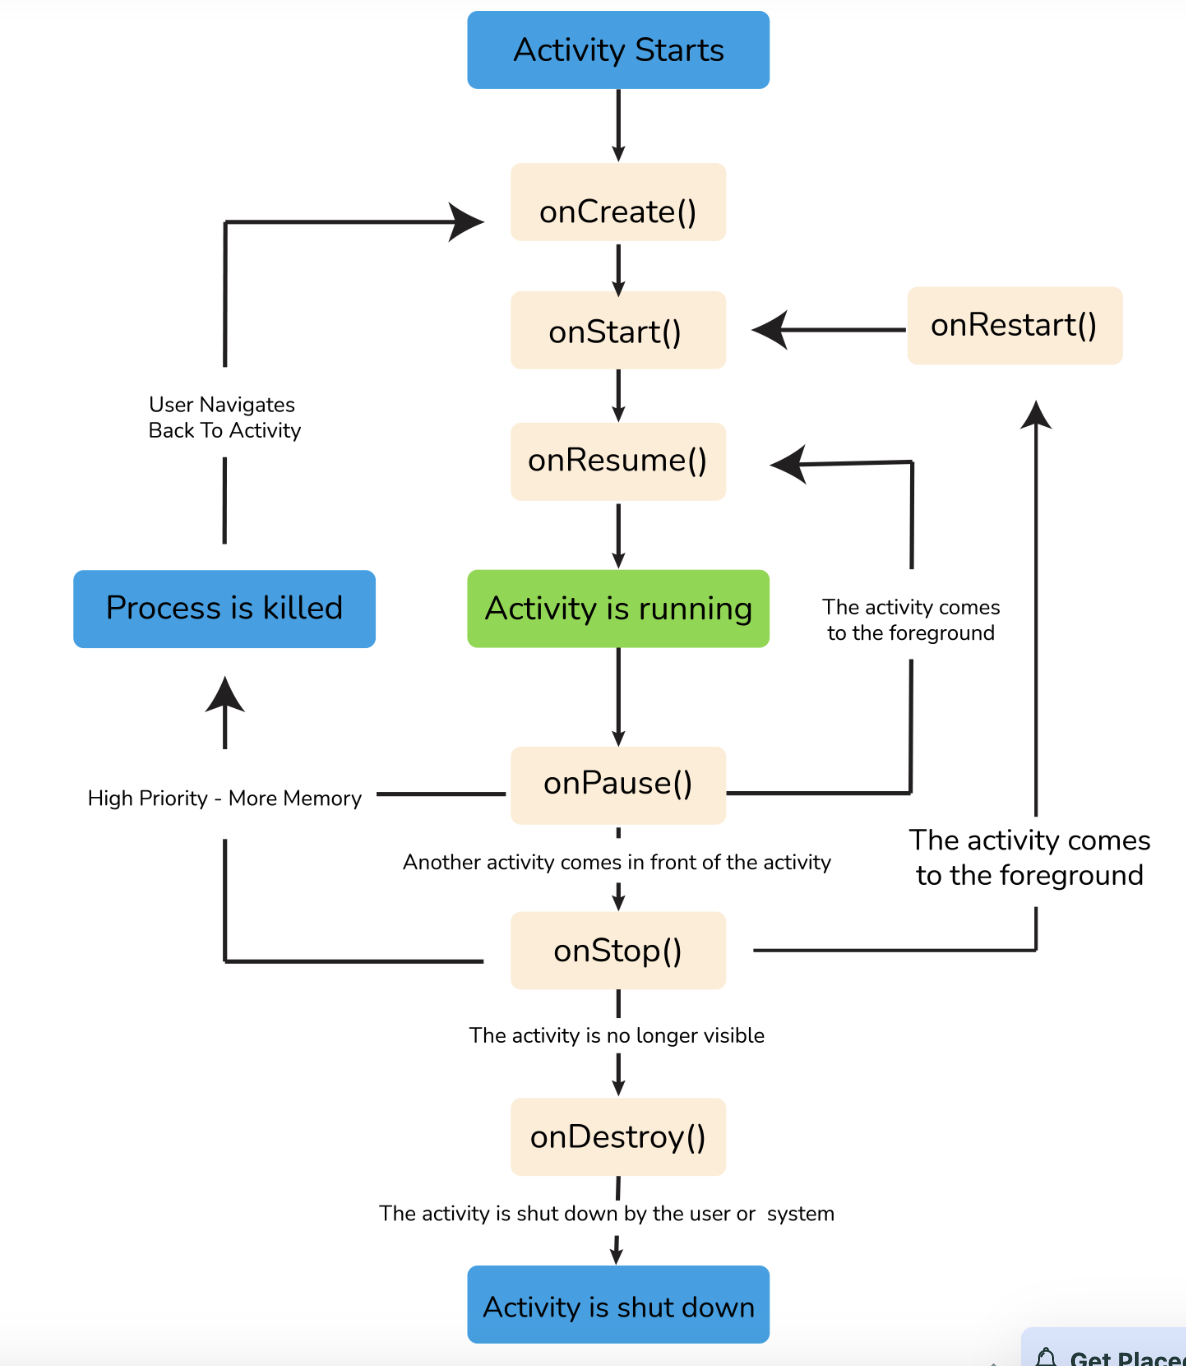 Activity Starts
onCreate()
onStart()
onRestart()
User Navigates
Back To Activity
onResume()
Process is killed
Activity is running
The activity comes
to the foreground
onPause()
High Priority - More Memory
The activity comes
to the foreground
Another activity comes in front of the activity
onStop()
The activity is no longer visible
onDestroy()
The activity is shut down by the user or  system
Activity is shut down
Get